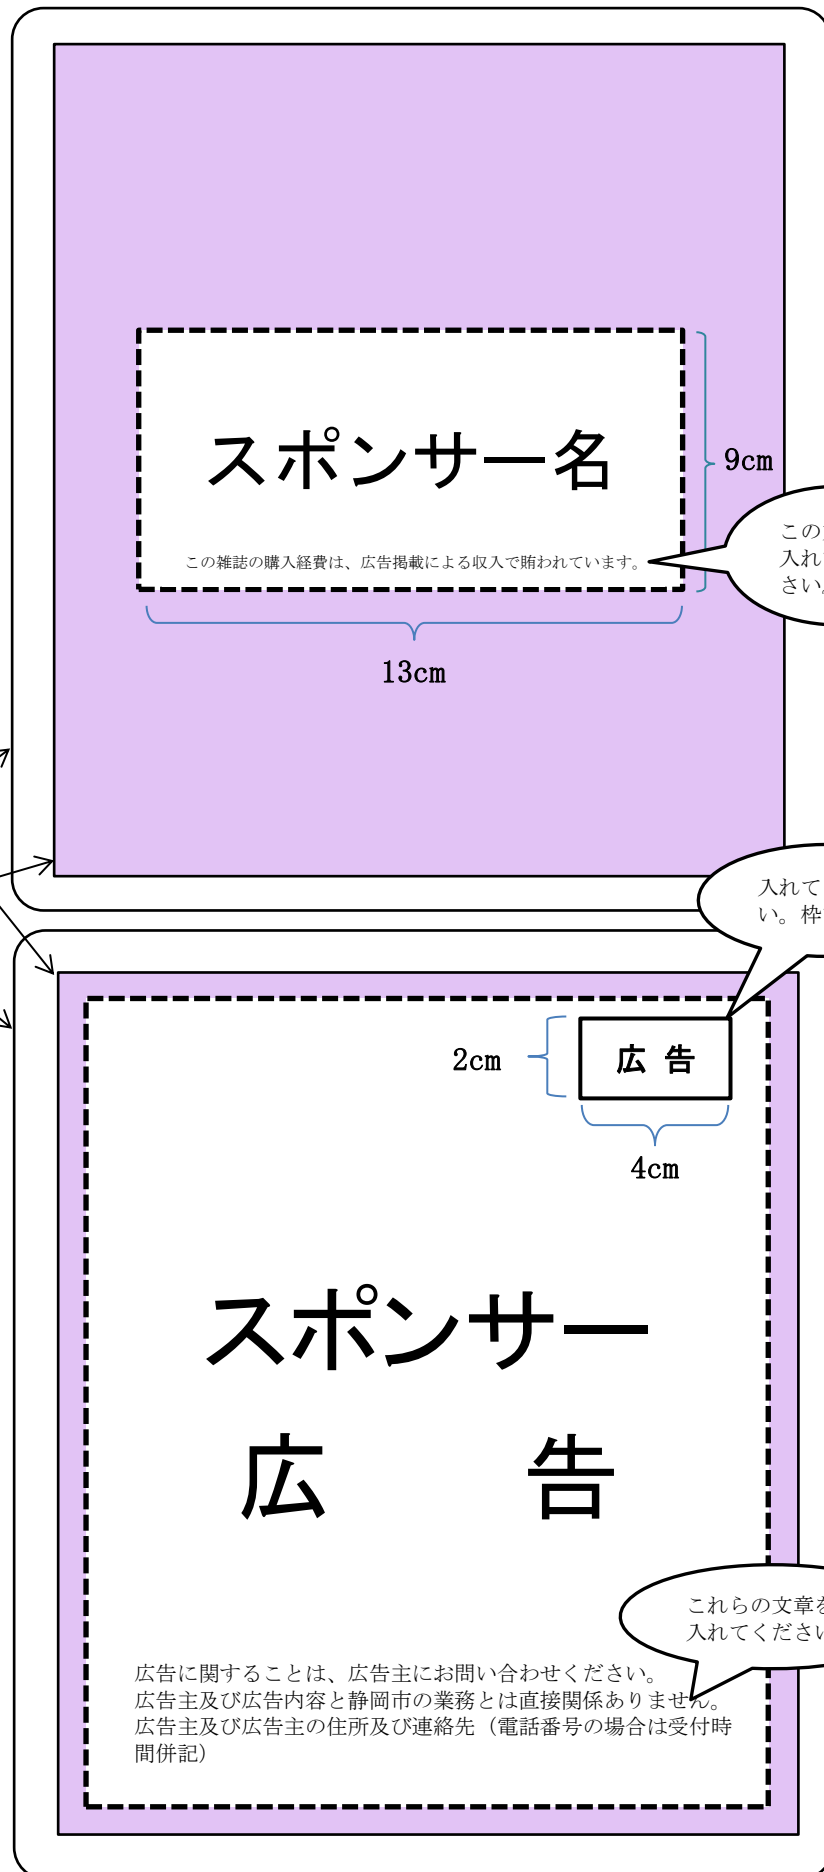 スポンサー名
9cm
この
入れ
さい。
この雑誌の購入経費は、広告掲載による収入で賄われています。
13cm
入れて
い。枠
2cm
広 告
4cm
スポンサー
広 告
これらの文章を
入れてください
広告に関することは、広告主にお問い合わせください。
広告主及び広告内容と静岡市の業務とは直接関係ありません。
広告主及び広告主の住所及び連絡先（電話番号の場合は受付時
間併記）